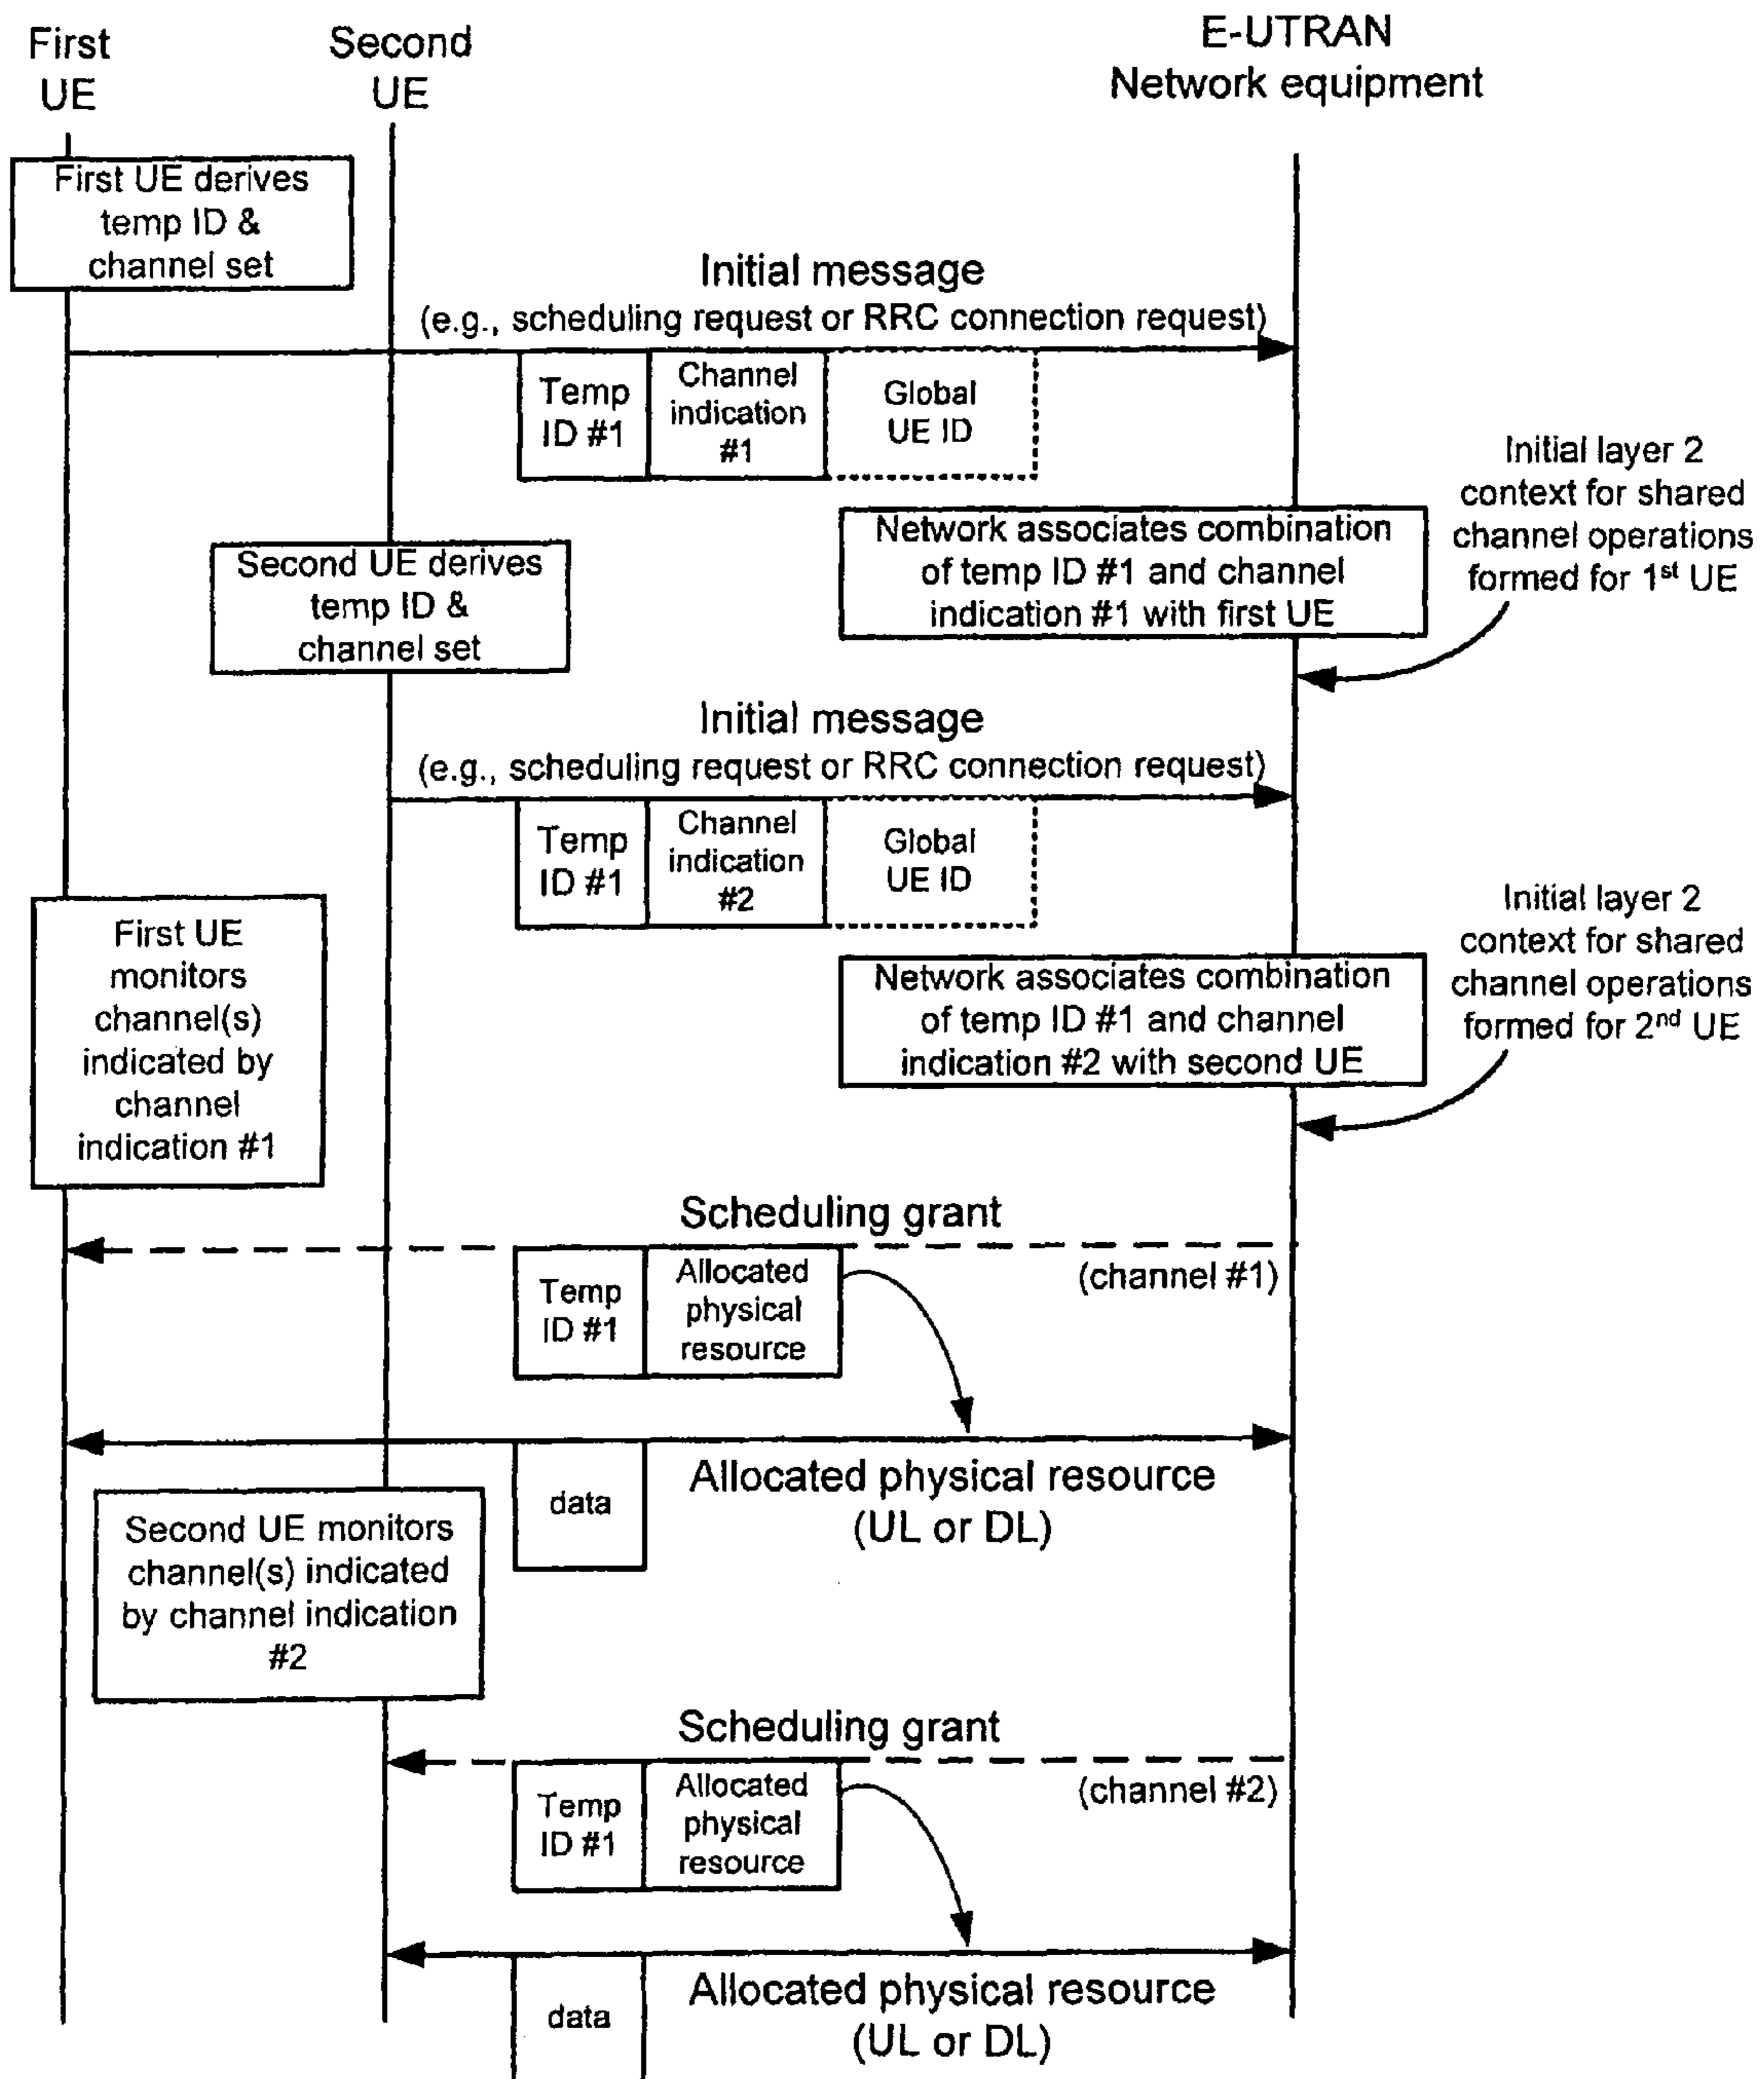 First
UE
Second
UE
E-UTRAN
Network equipment
First UE derives
temp ID &
channel set
Initial message
(e.g., scheduling request or RRC connection request)
Temp
ID #1
Channel
indication
#1
Global
UE ID
Initial layer 2
context for shared
channel operations
formed for 1st UE
Network associates combination
of temp ID #1 and channel
indication #1 with first UE
Second UE derives
temp ID &
channel set
Initial message
(e.g., scheduling request or RRC connection request)
Temp
ID #1
Channel
indication
#2
Global
UE ID
First UE
monitors
channel(s)
indicated by
channel
indication #1
Initial layer 2
context for shared
channel operations
formed for 2nd UE
Network associates combination
of temp ID #1 and channel
indication #2 with second UE
Scheduling grant
(channel #1)
Temp
ID #1
Allocated
physical
resource
data
Allocated physical resource
(UL or DL)
Second UE monitors
channel(s) indicated
by channel indication
#2
Scheduling grant
(channel #2)
Temp
ID #1
Allocated
physical
resource
data
Allocated physical resource
(UL or DL)